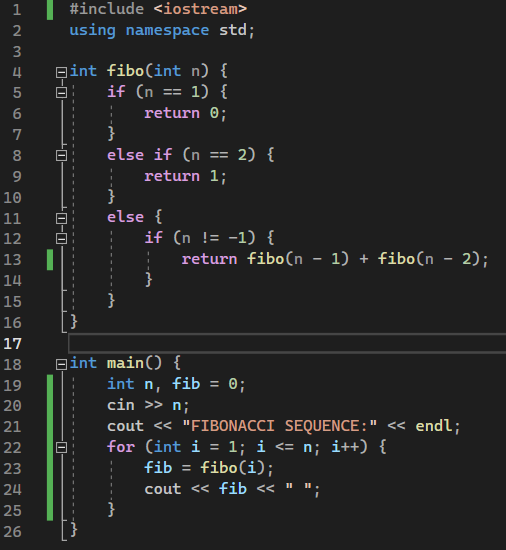 1 #include <iostream>
2 using namespace std;
3
4 int fibo(int n) {
5 if (n == 1) {
6 return 0;
7 }
8 else if (n == 2) {
9 return 1;
10 }
11 else {
12 if (n != -1) {
13 return fibo(n - 1) + fibo(n - 2);
14 }
15 }
16 }
17
18 int main() {
19 int n, fib = 0;
20 cin >> n;
21 cout << "FIBONACCI SEQUENCE:" << endl;
22 for (int i = 1; i <= n; i++) {
23 fib = fibo(i);
24 cout << fib << " ";
25 }
26 }